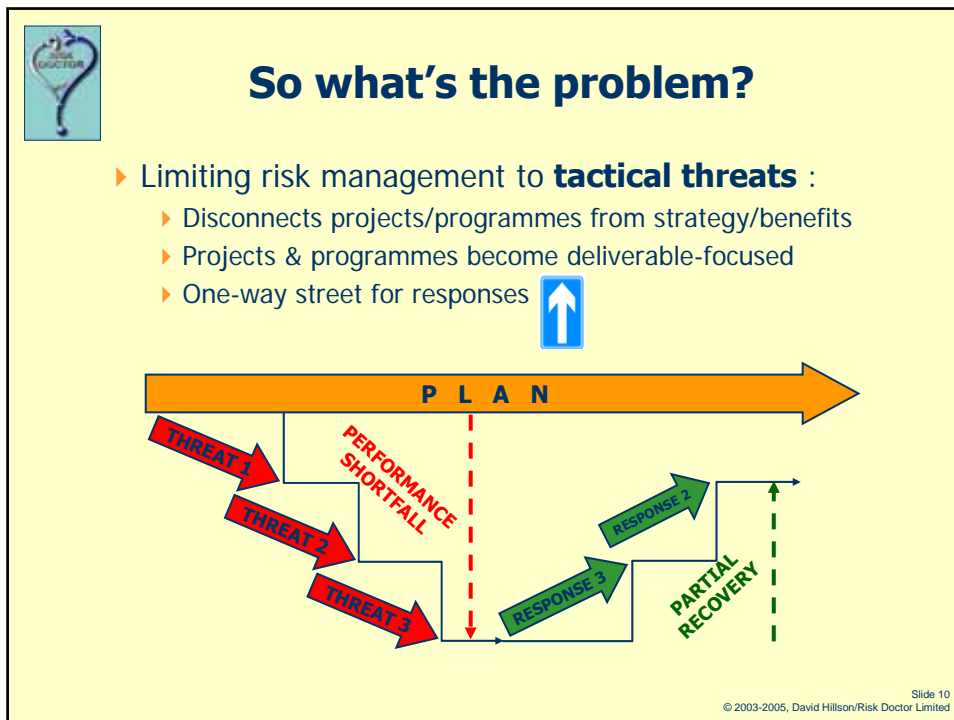 RISK
DOCTOR
So what's the problem?
Limiting risk management to tactical threats :
Disconnects projects/programmes from strategy/benefits
Projects & programmes become deliverable-focused
One-way street for responses
P L A N
THREAT 1
THREAT 2
THREAT 3
PERFORMANCE
SHORTFALL
RESPONSE 3
RESPONSE 2
PARTIAL
RECOVERY
Slide 10
© 2003-2005, David Hillson/Risk Doctor Limited